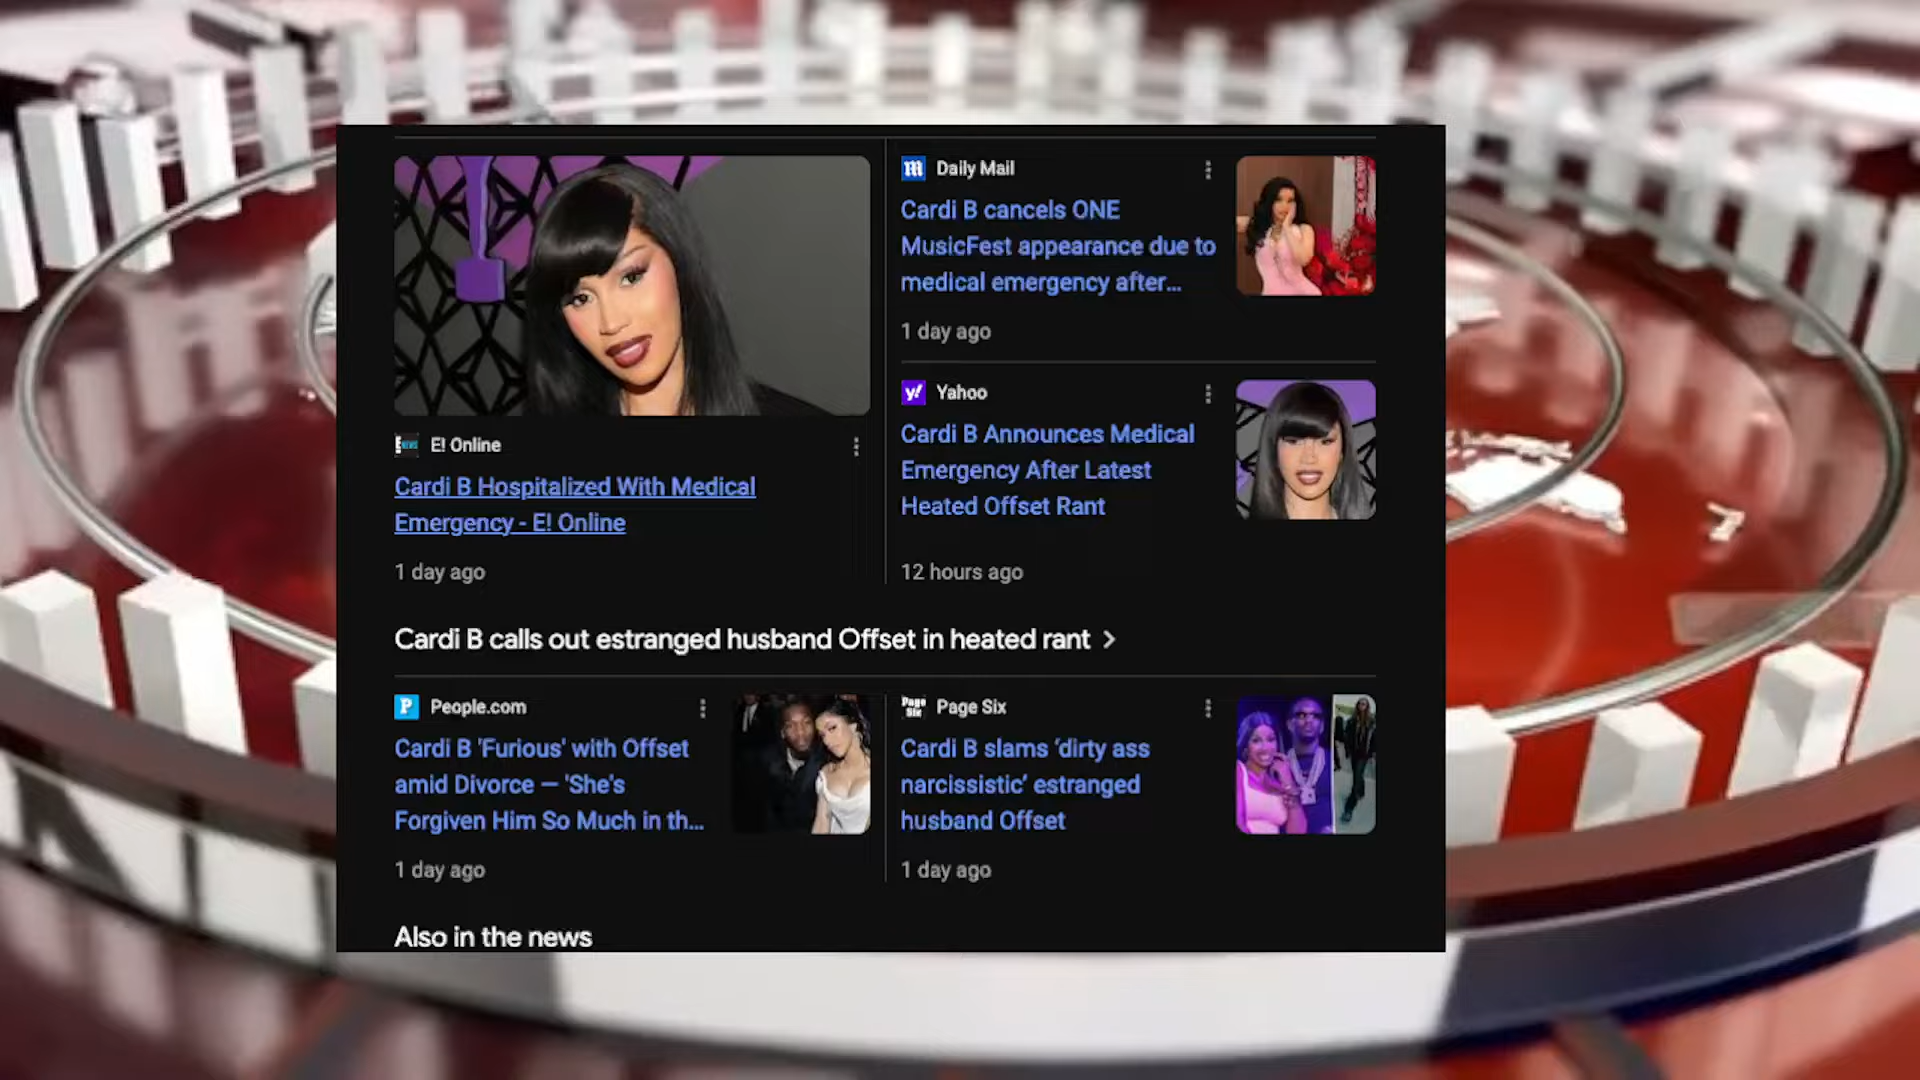 E! Online
Cardi B Hospitalized With Medical
Emergency - E! Online
1 day ago
Daily Mail
Cardi B cancels ONE
MusicFest appearance due to
medical emergency after...
1 day ago
y!
Yahoo
Cardi B Announces Medical
Emergency After Latest
Heated Offset Rant
12 hours ago
Cardi B calls out estranged husband Offset in heated rant >
P
People.com
Cardi B 'Furious' with Offset
amid Divorce — 'She's
Forgiven Him So Much in th...
1 day ago
Page Six
Page Six
Cardi B slams ‘dirty ass
narcissistic’ estranged
husband Offset
1 day ago
Also in the news